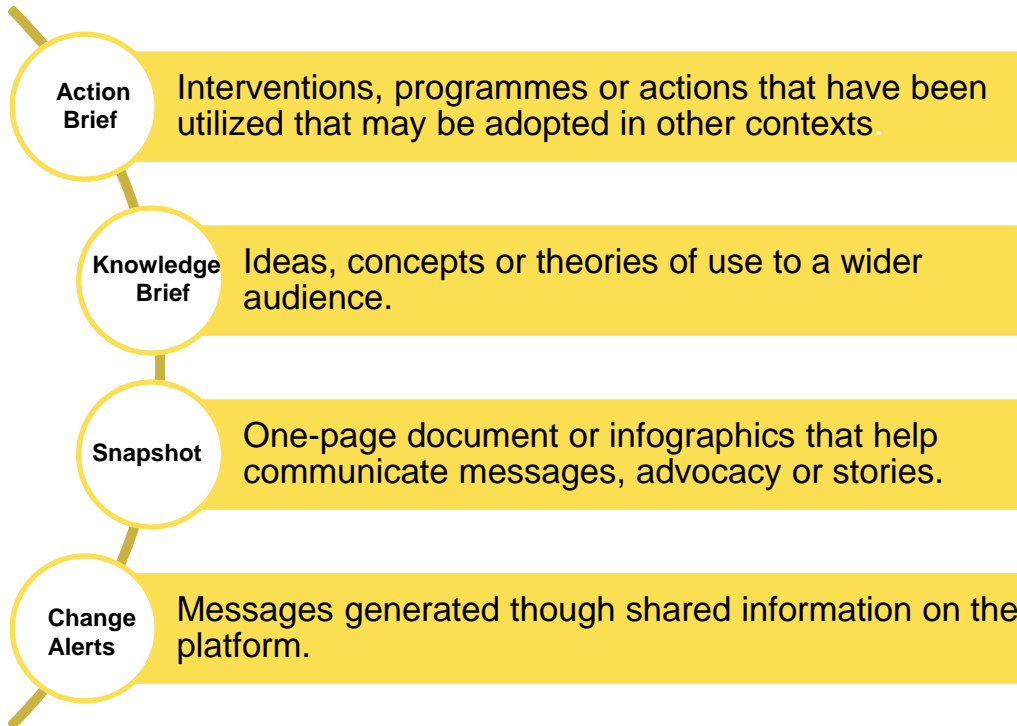 Action
Brief
Interventions, programmes or actions that have been
utilized that may be adopted in other contexts.
Knowledge
Brief
Ideas, concepts or theories of use to a wider
audience.
Snapshot
One-page document or infographics that help
communicate messages, advocacy or stories.
Change
Alerts
Messages generated though shared information on the
platform.